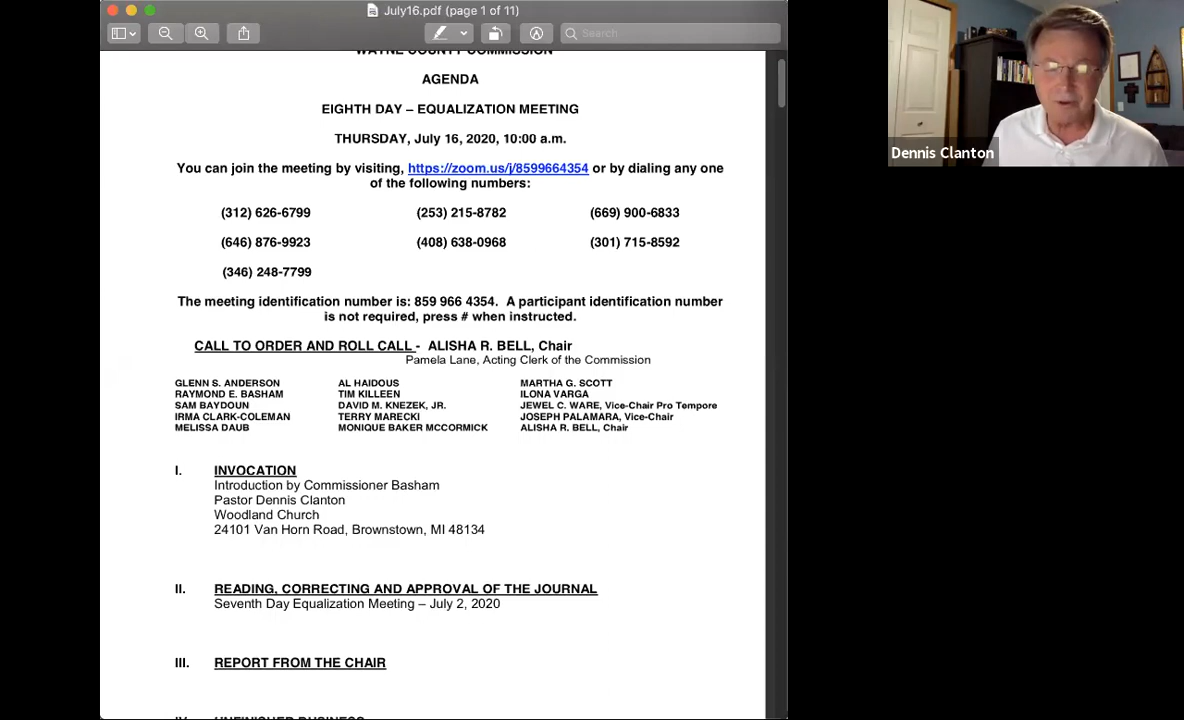 July16.pdf (page 1 of 11)
Search
WAYNE COUNTY COMMISSION
AGENDA
EIGHTH DAY – EQUALIZATION MEETING
THURSDAY, July 16, 2020, 10:00 a.m.
You can join the meeting by visiting, https://zoom.us/j/8599664354 or by dialing any one
of the following numbers:
(312) 626-6799 (253) 215-8782 (669) 900-6833
(646) 876-9923 (408) 638-0968 (301) 715-8592
(346) 248-7799
The meeting identification number is: 859 966 4354. A participant identification number
is not required, press # when instructed.
CALL TO ORDER AND ROLL CALL - ALISHA R. BELL, Chair
Pamela Lane, Acting Clerk of the Commission
GLENN S. ANDERSON AL HAIDOUS MARTHA G. SCOTT
RAYMOND E. BASHAM TIM KILLEEN ILONA VARGA
SAM BAYDOUN DAVID M. KNEZEK, JR. JEWEL C. WARE, Vice-Chair Pro Tempore
IRMA CLARK-COLEMAN TERRY MARECKI JOSEPH PALAMARA, Vice-Chair
MELISSA DAUB MONIQUE BAKER MCCORMICK ALISHA R. BELL, Chair
I. INVOCATION
Introduction by Commissioner Basham
Pastor Dennis Clanton
Woodland Church
24101 Van Horn Road, Brownstown, MI 48134
II. READING, CORRECTING AND APPROVAL OF THE JOURNAL
Seventh Day Equalization Meeting – July 2, 2020
III. REPORT FROM THE CHAIR
IV. UNFINISHED BUSINESS
Dennis Clanton